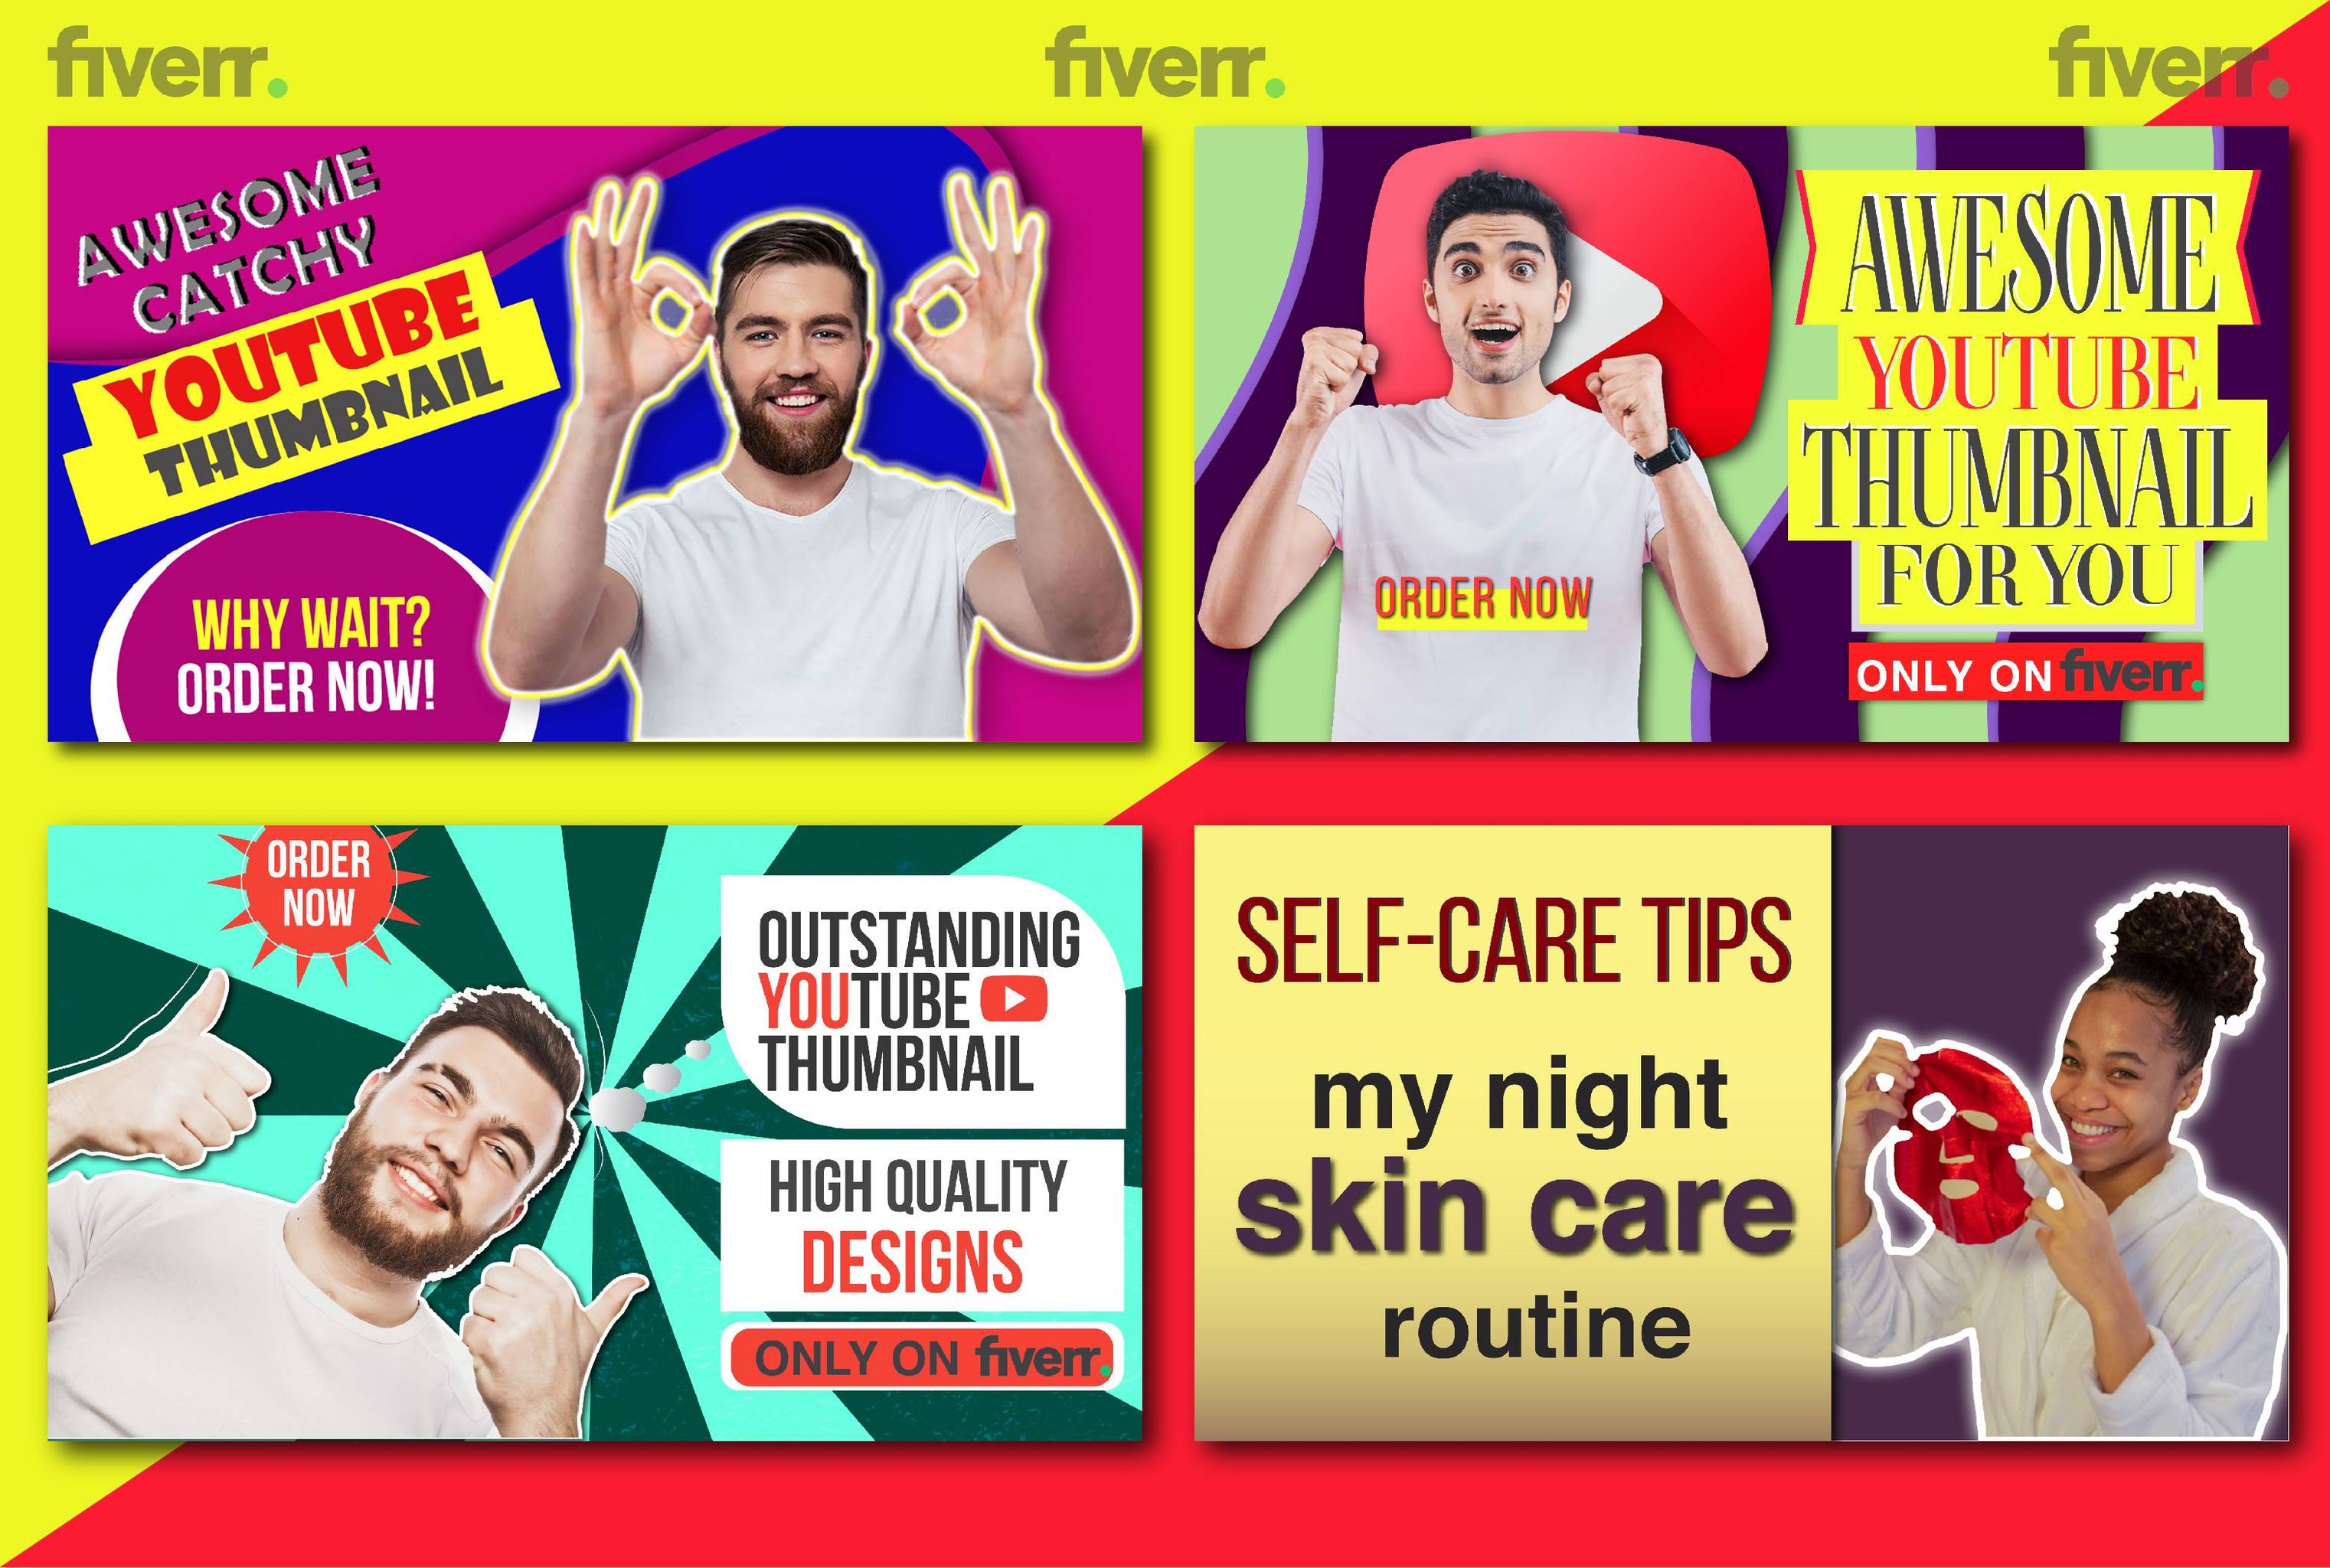 fiverr.
fiverr.
fiverr.
AWESOME
CATCHY
YOUTUBE
THUMBNAIL
WHY WAIT?
ORDER NOW!
ORDER NOW
AWESOME
YOUTUBE
THUMBNAIL
FOR YOU
ONLY ON fiverr.
ORDER
NOW
OUTSTANDING
YOUTUBE
THUMBNAIL
HIGH QUALITY
DESIGNS
ONLY ON fiverr.
SELF-CARE TIPS
my night
skin care
routine